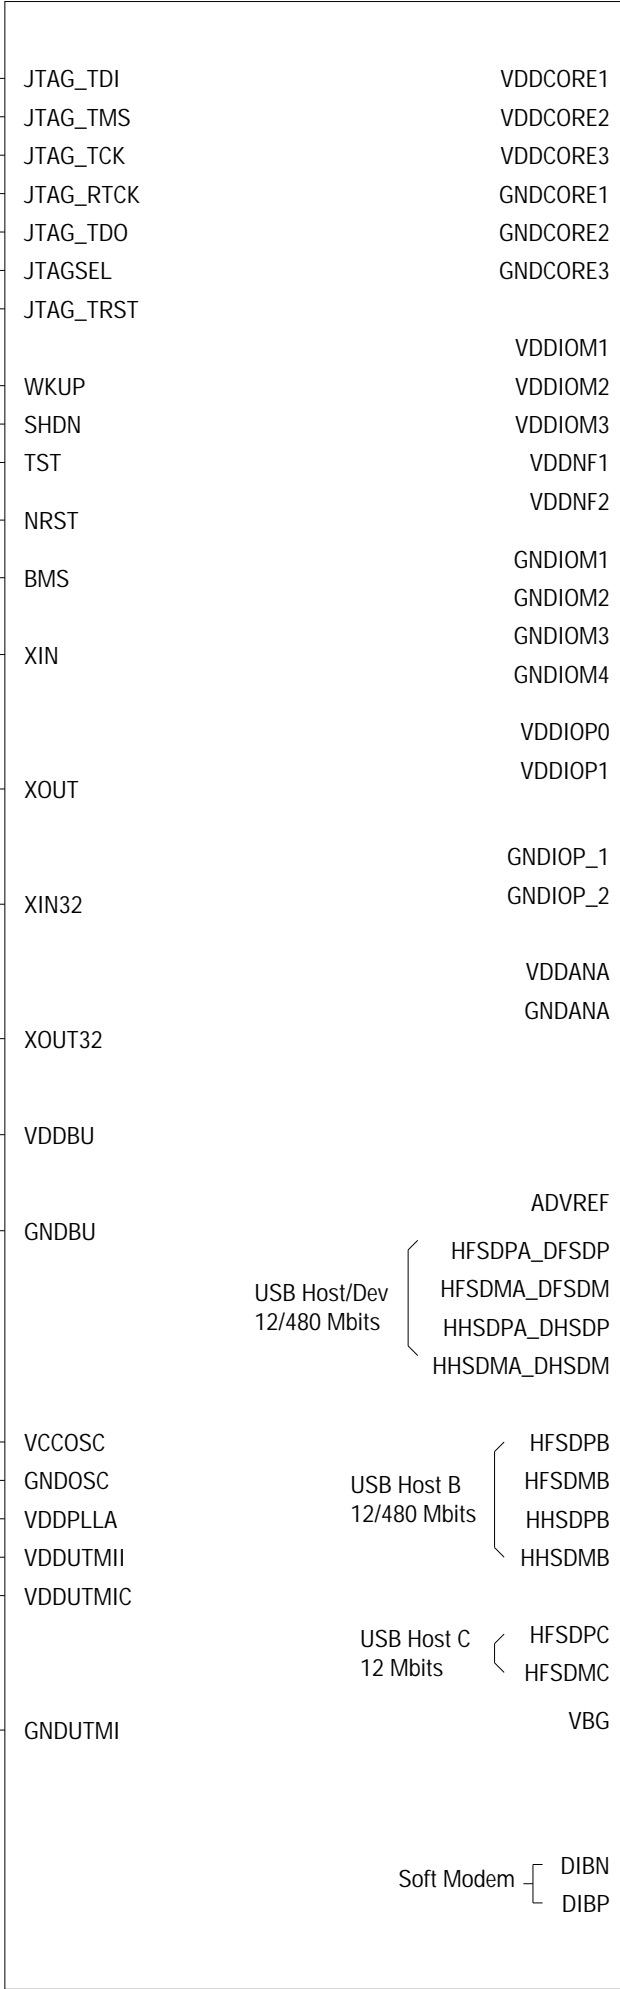 JTAG_TDI
JTAG_TMS
JTAG_TCK
JTAG_RTCK
JTAG_TDO
JTAGSEL
JTAG_TRST
WKUP
SHDN
TST
NRST
BMS
XIN
XOUT
XIN32
XOUT32
VDDBU
GNDBU
VCCOSC
GNDOSC
VDDPLLA
VDDUTMII
VDDUTMIC
GNDUTMI
VDDCORE1
VDDCORE2
VDDCORE3
GNDCORE1
GNDCORE2
GNDCORE3
VDDIOM1
VDDIOM2
VDDIOM3
VDDNF1
VDDNF2
GNDIOM1
GNDIOM2
GNDIOM3
GNDIOM4
VDDIOP0
VDDIOP1
GNDIOP_1
GNDIOP_2
VDDANA
GNDANA
ADVREF
USB Host/Dev
12/480 Mbits
HFSDPA_DFSDP
HFSDMA_DFSDM
HHSDPA_DHSDP
HHSDMA_DHSDM
USB Host B
12/480 Mbits
HFSDPB
HFSDMB
HHSDPB
HHSDMB
USB Host C
12 Mbits
HFSDPC
HFSDMC
VBG
Soft Modem
DIBN
DIBP